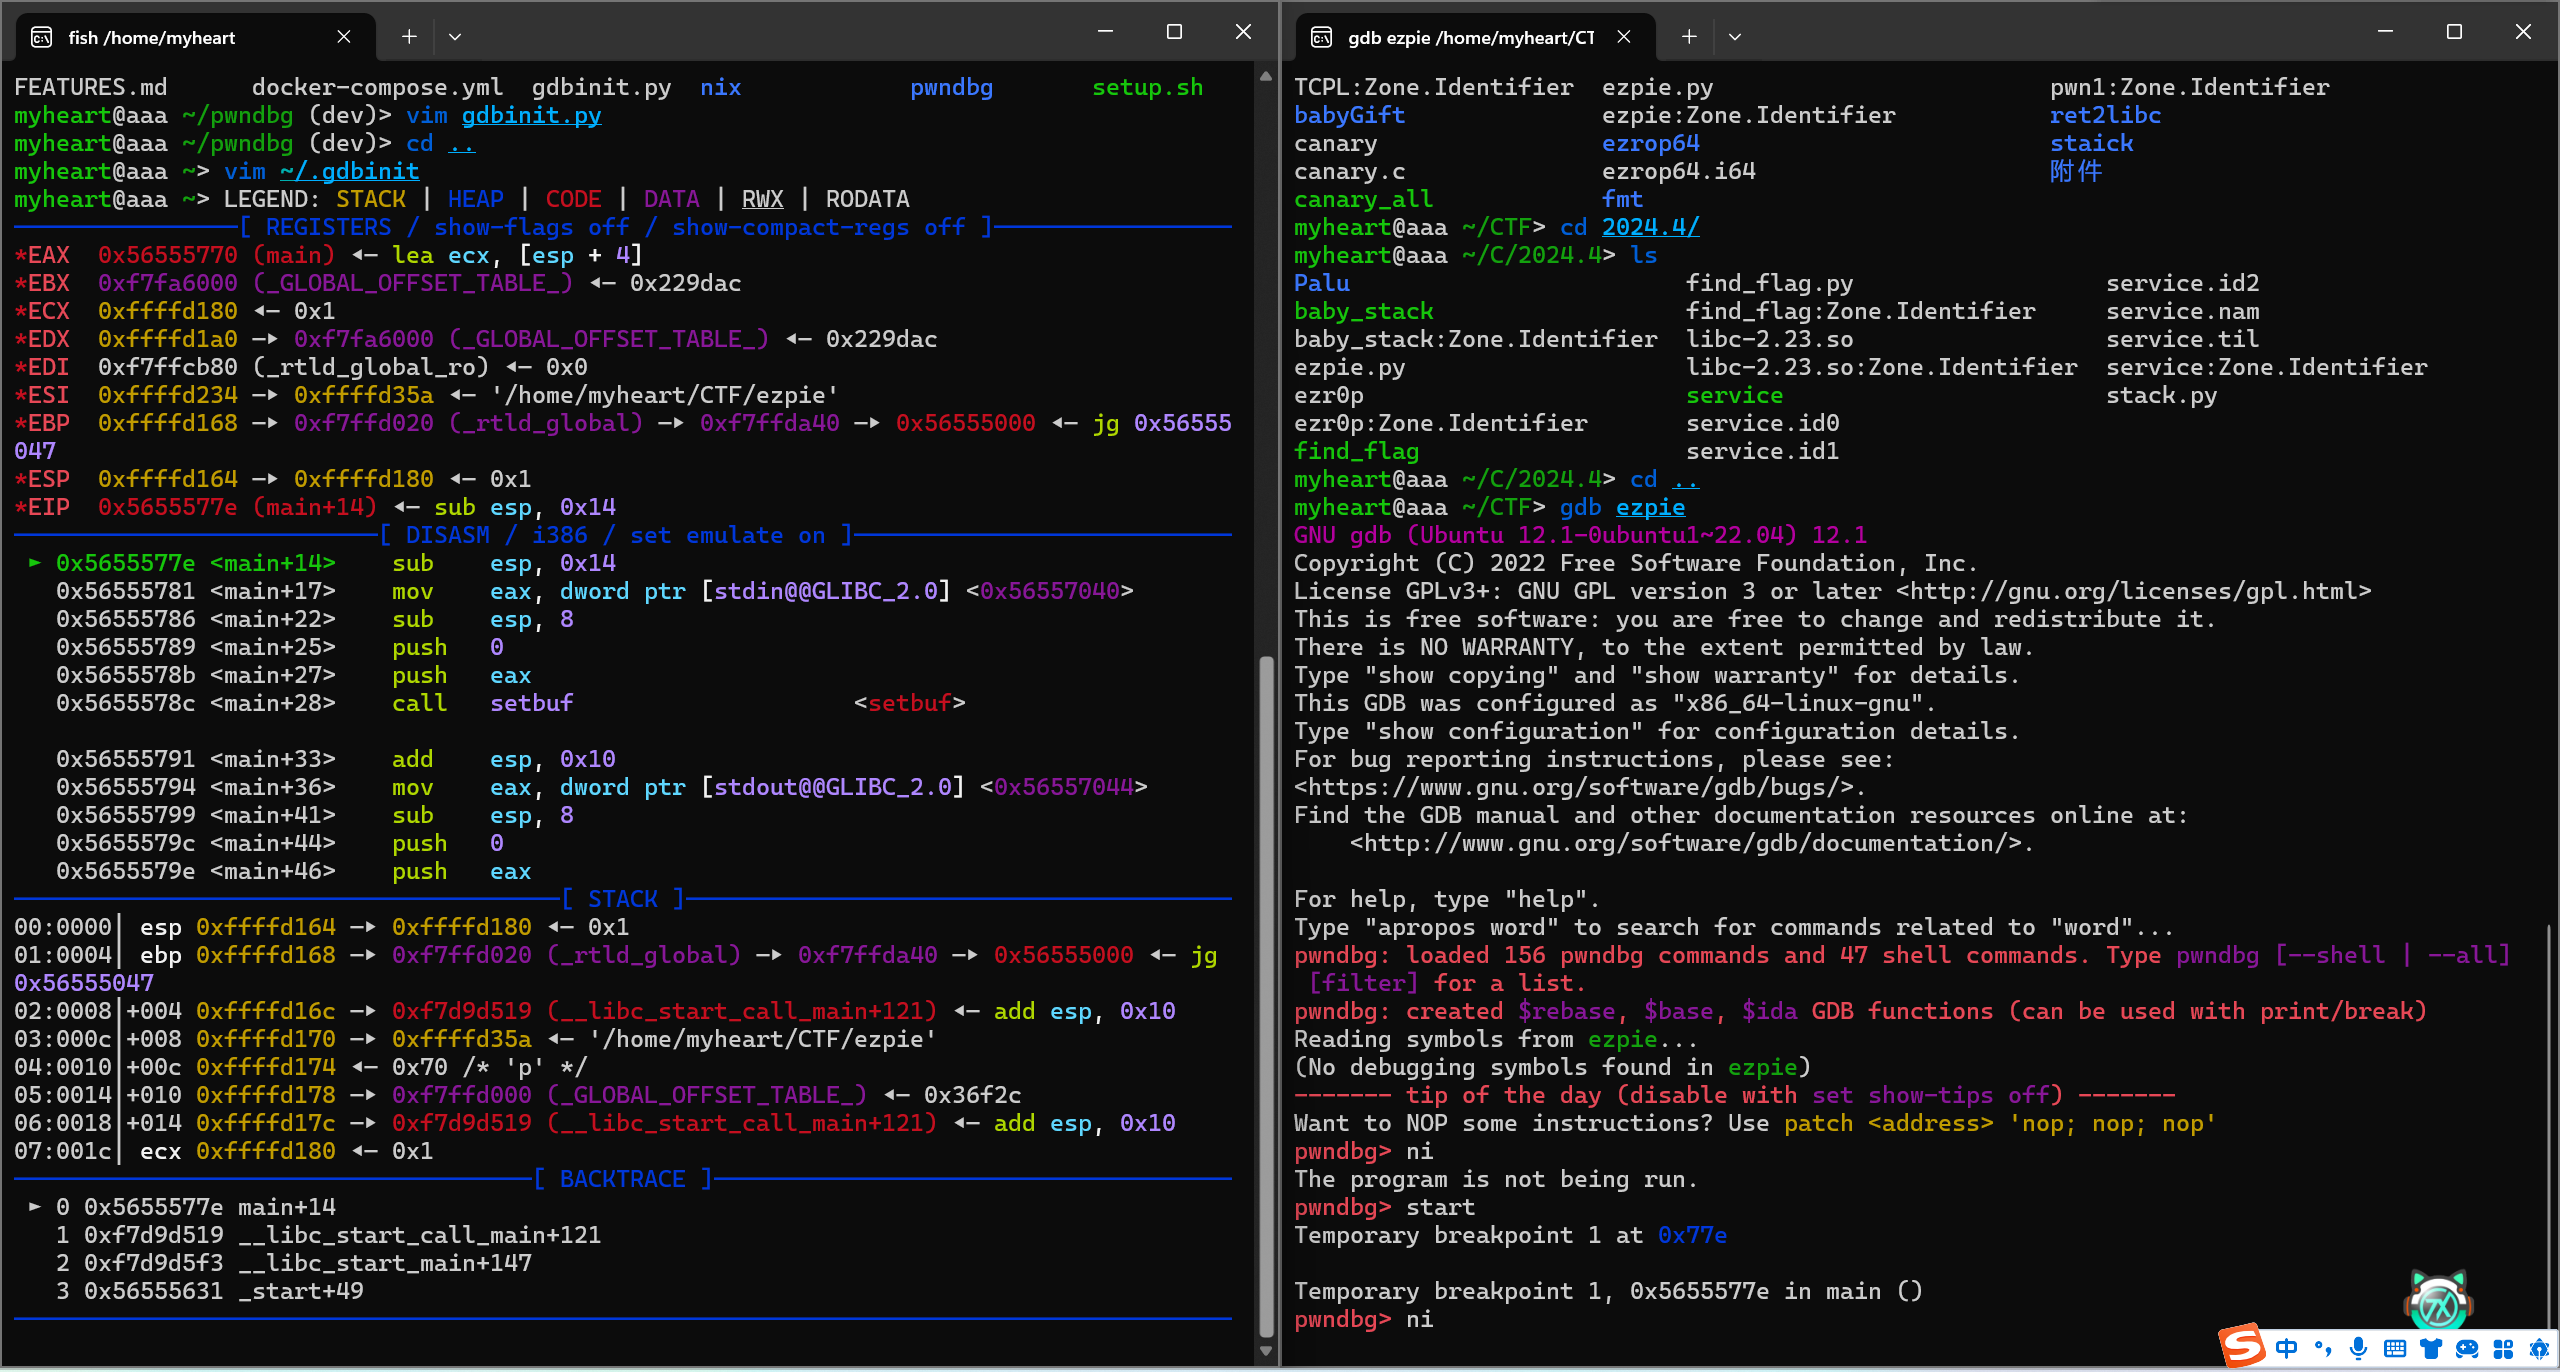 fish /home/myheart
FEATURES.md docker-compose.yml gdbinit.py nix pwndbg setup.sh
myheart@aaa ~/pwndbg (dev)> vim gdbinit.py
myheart@aaa ~/pwndbg (dev)> cd ..
myheart@aaa ~> vim ~/.gdbinit
myheart@aaa ~> LEGEND: STACK | HEAP | CODE | DATA | RWX | RODATA
[ REGISTERS / show-flags off / show-compact-regs off ]
*EAX 0x56555770 (main) ◂— lea ecx, [esp + 4]
*EBX 0xf7fa6000 (_GLOBAL_OFFSET_TABLE_) ◂— 0x229dac
*ECX 0xffffd180 ◂— 0x1
*EDX 0xffffd1a0 —▸ 0xf7fa6000 (_GLOBAL_OFFSET_TABLE_) ◂— 0x229dac
*EDI 0xf7ffcb80 (_rtld_global_ro) ◂— 0x0
*ESI 0xffffd234 —▸ 0xffffd35a ◂— '/home/myheart/CTF/ezpie'
*EBP 0xffffd168 —▸ 0xf7ffd020 (_rtld_global) —▸ 0xf7ffda40 —▸ 0x56555000 ◂— jg 0x56555
047
*ESP 0xffffd164 —▸ 0xffffd180 ◂— 0x1
*EIP 0x5655577e (main+14) ◂— sub esp, 0x14
[ DISASM / i386 / set emulate on ]
► 0x5655577e <main+14> sub esp, 0x14
0x56555781 <main+17> mov eax, dword ptr [stdin@@GLIBC_2.0] <0x56557040>
0x56555786 <main+22> sub esp, 8
0x56555789 <main+25> push 0
0x5655578b <main+27> push eax
0x5655578c <main+28> call setbuf <setbuf>
0x56555791 <main+33> add esp, 0x10
0x56555794 <main+36> mov eax, dword ptr [stdout@@GLIBC_2.0] <0x56557044>
0x56555799 <main+41> sub esp, 8
0x5655579c <main+44> push 0
0x5655579e <main+46> push eax
[ STACK ]
00:0000│ esp 0xffffd164 —▸ 0xffffd180 ◂— 0x1
01:0004│ ebp 0xffffd168 —▸ 0xf7ffd020 (_rtld_global) —▸ 0xf7ffda40 —▸ 0x56555000 ◂— jg
0x56555047
02:0008│+004 0xffffd16c —▸ 0xf7d9d519 (__libc_start_call_main+121) ◂— add esp, 0x10
03:000c│+008 0xffffd170 —▸ 0xffffd35a ◂— '/home/myheart/CTF/ezpie'
04:0010│+00c 0xffffd174 ◂— 0x70 /* 'p' */
05:0014│+010 0xffffd178 —▸ 0xf7ffd000 (_GLOBAL_OFFSET_TABLE_) ◂— 0x36f2c
06:0018│+014 0xffffd17c —▸ 0xf7d9d519 (__libc_start_call_main+121) ◂— add esp, 0x10
07:001c│ ecx 0xffffd180 ◂— 0x1
[ BACKTRACE ]
► 0 0x5655577e main+14
1 0xf7d9d519 __libc_start_call_main+121
2 0xf7d9d5f3 __libc_start_main+147
3 0x56555631 _start+49
gdb ezpie /home/myheart/CT
TCPL:Zone.Identifier ezpie.py pwn1:Zone.Identifier
babyGift ezpie:Zone.Identifier ret2libc
canary ezrop64 staick
canary.c ezrop64.i64 附件
canary_all fmt
myheart@aaa ~/CTF> cd 2024.4/
myheart@aaa ~/C/2024.4> ls
Palu find_flag.py service.id2
baby_stack find_flag:Zone.Identifier service.nam
baby_stack:Zone.Identifier libc-2.23.so service.til
ezpie.py libc-2.23.so:Zone.Identifier service:Zone.Identifier
ezr0p service stack.py
ezr0p:Zone.Identifier service.id0
find_flag service.id1
myheart@aaa ~/C/2024.4> cd ..
myheart@aaa ~/CTF> gdb ezpie
GNU gdb (Ubuntu 12.1-0ubuntu1~22.04) 12.1
Copyright (C) 2022 Free Software Foundation, Inc.
License GPLv3+: GNU GPL version 3 or later <http://gnu.org/licenses/gpl.html>
This is free software: you are free to change and redistribute it.
There is NO WARRANTY, to the extent permitted by law.
Type "show copying" and "show warranty" for details.
This GDB was configured as "x86_64-linux-gnu".
Type "show configuration" for configuration details.
For bug reporting instructions, please see:
<https://www.gnu.org/software/gdb/bugs/>.
Find the GDB manual and other documentation resources online at:
<http://www.gnu.org/software/gdb/documentation/>.
For help, type "help".
Type "apropos word" to search for commands related to "word"...
pwndbg: loaded 156 pwndbg commands and 47 shell commands. Type pwndbg [--shell | --all]
[filter] for a list.
pwndbg: created $rebase, $base, $ida GDB functions (can be used with print/break)
Reading symbols from ezpie...
(No debugging symbols found in ezpie)
------- tip of the day (disable with set show-tips off) -------
Want to NOP some instructions? Use patch <address> 'nop; nop; nop'
pwndbg> ni
The program is not being run.
pwndbg> start
Temporary breakpoint 1 at 0x77e
Temporary breakpoint 1, 0x5655577e in main ()
pwndbg> ni
中